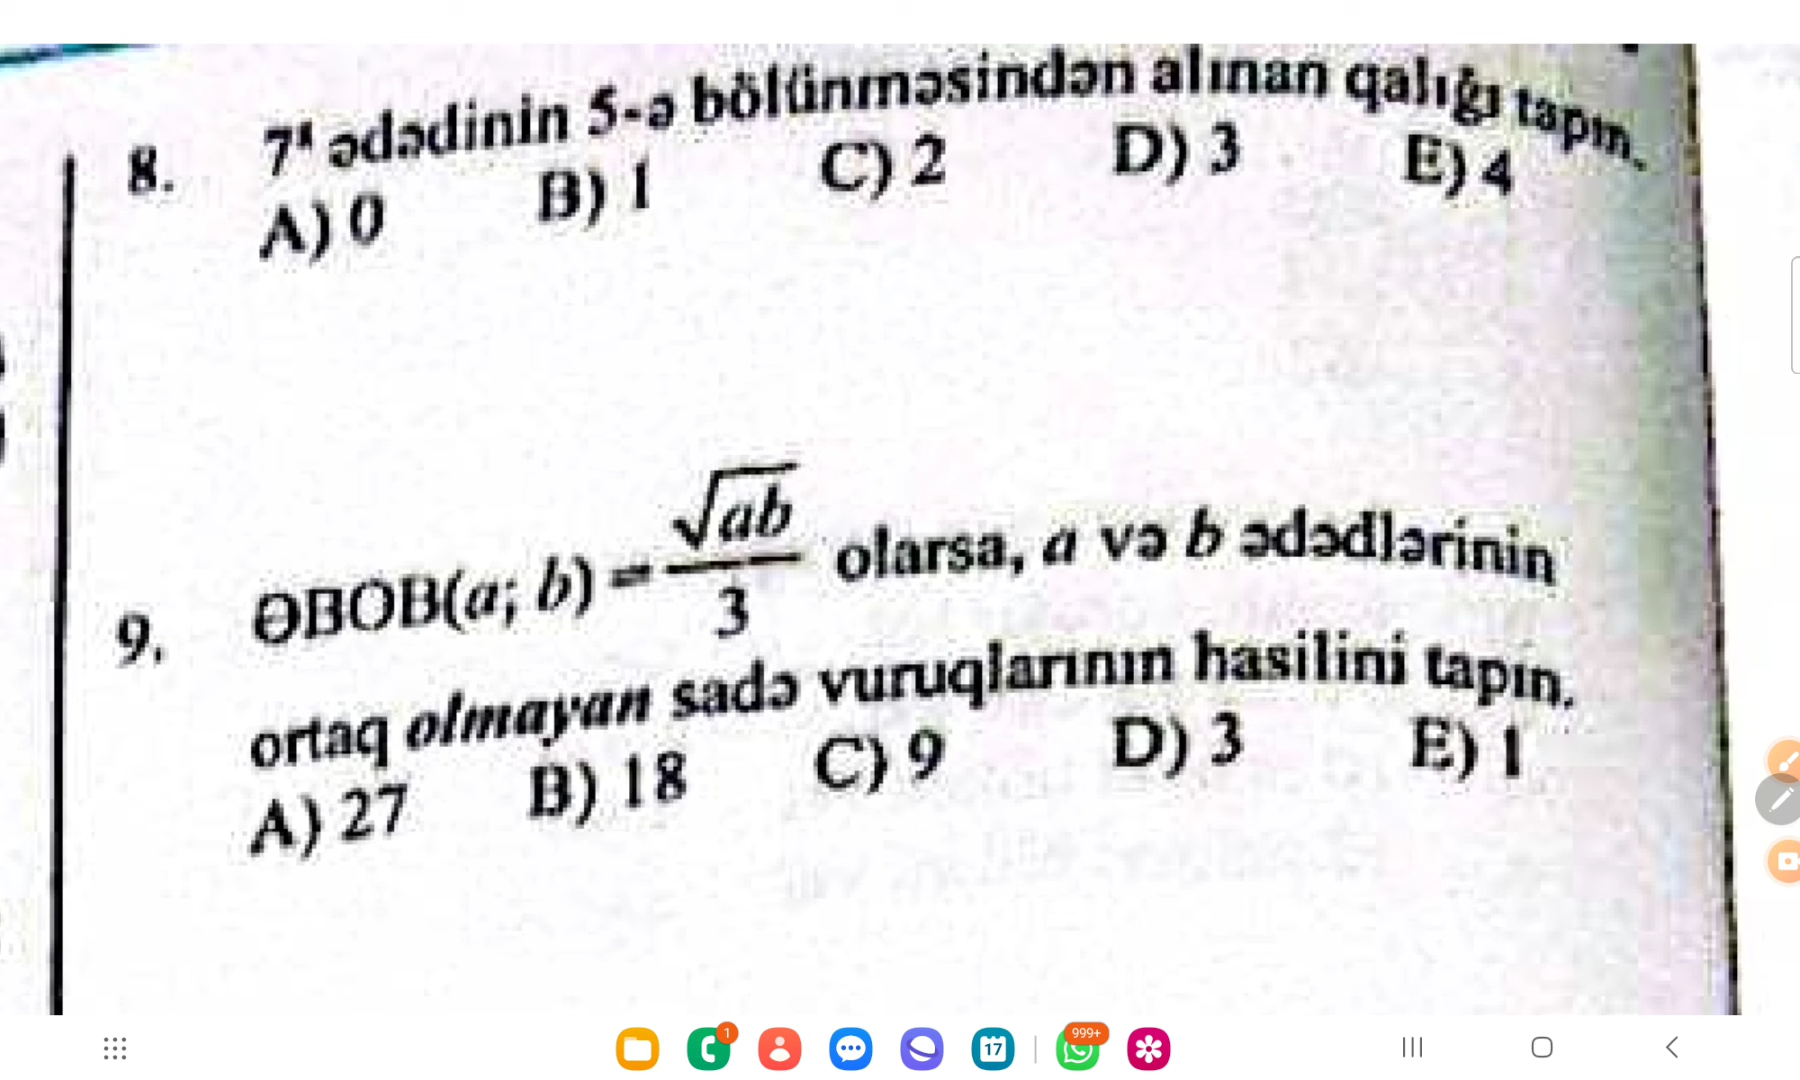 8. ədədinin 5-ə bölünməsindən alınan qalığı tapın.
A) 0 B) 1 C) 2 D) 3 E) 4
9. ƏBOB(a; b) = √ab / 3 olarsa, a və b ədədlərinin
ortaq olmayan sadə vuruqlarının hasilini tapın.
A) 27 B) 18 C) 9 D) 3 E) 1
1
17
999+